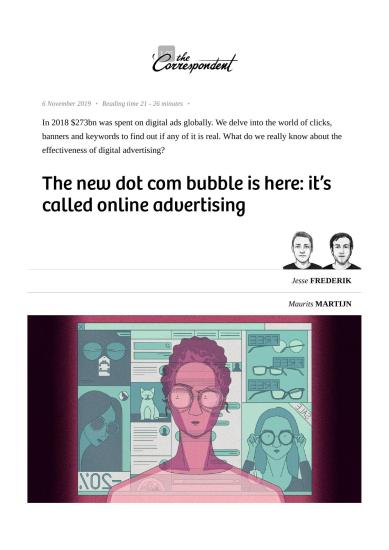 the
Correspondent
6 November 2019 • Reading time 21 - 26 minutes •
In 2018 $273bn was spent on digital ads globally. We delve into the world of clicks,
banners and keywords to find out if any of it is real. What do we really know about the
effectiveness of digital advertising?
The new dot com bubble is here: it’s
called online advertising
Jesse FREDERIK
Maurits MARTIJN
-20%
SALE